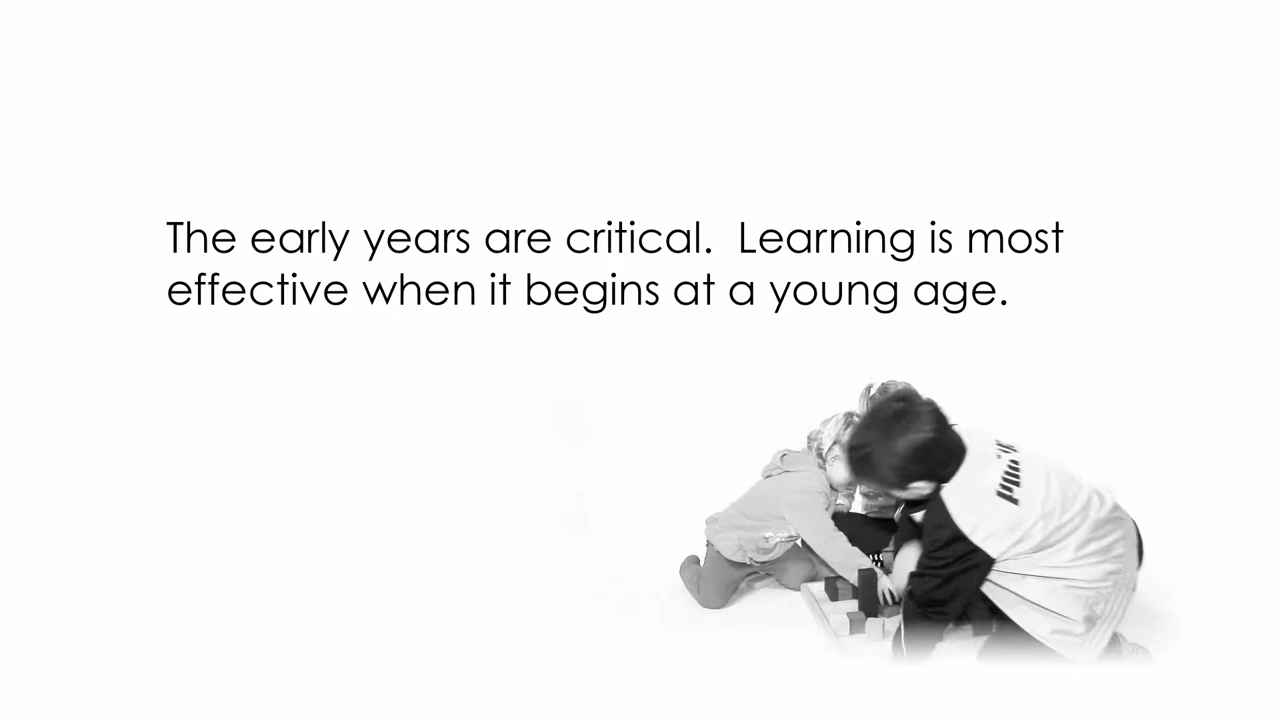 The early years are critical.  Learning is most
effective when it begins at a young age.